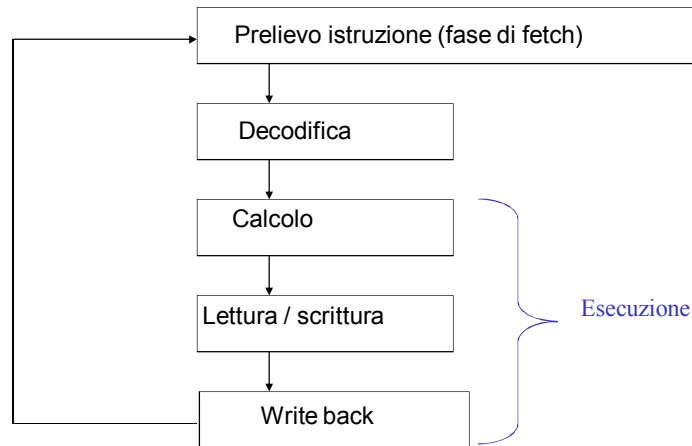 Prelievo istruzione (fase di fetch)
Decodifica
Calcolo
Lettura / scrittura
Esecuzione
Write back